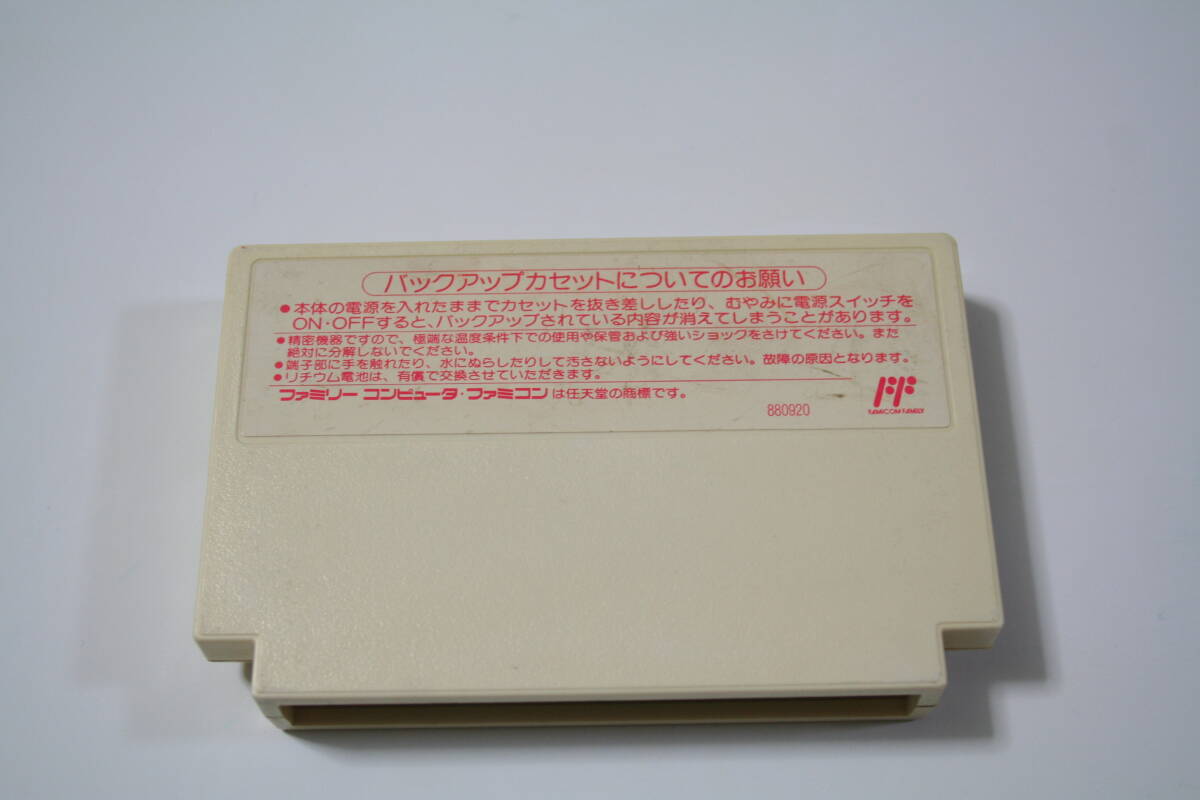 バックアップカセットについてのお願い
●本体の電源を入れたままでカセットを抜き差ししたり、むやみに電源スイッチを
ON・OFFすると、バックアップされている内容が消えてしまうことがあります。
●精密機器ですので、極端な温度条件下での使用や保管および強いショックをさけてください。また
絶対に分解しないでください。
●端子部に手を触れたり、水にぬらしたりして汚さないようにしてください。故障の原因となります。
●リチウム電池は、有償で交換させていただきます。
ファミリーコンピュータ・ファミコンは任天堂の商標です。
880920
FAMICOM FAMILY